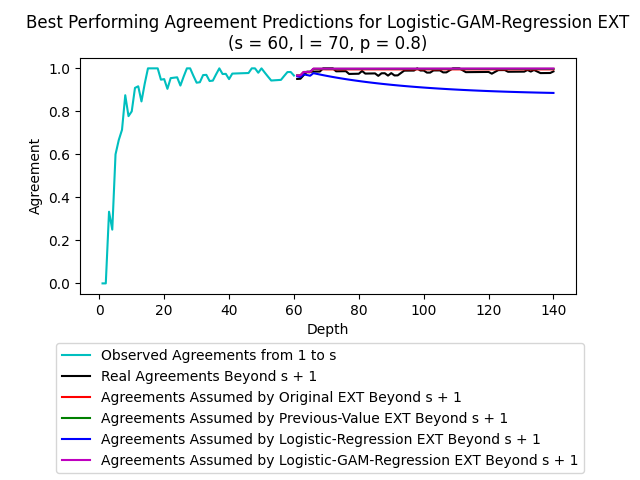 Best Performing Agreement Predictions for Logistic-GAM-Regression EXT
(s = 60, l = 70, p = 0.8)
1.0
0.8
0.6
0.4
0.2
0.0
Agreement
0 20 40 60 80 100 120 140
Depth
Observed Agreements from 1 to s
Real Agreements Beyond s + 1
Agreements Assumed by Original EXT Beyond s + 1
Agreements Assumed by Previous-Value EXT Beyond s + 1
Agreements Assumed by Logistic-Regression EXT Beyond s + 1
Agreements Assumed by Logistic-GAM-Regression EXT Beyond s + 1